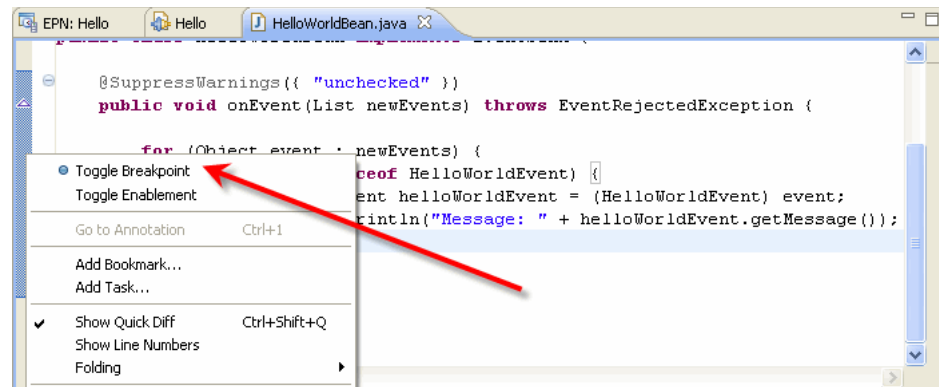 EPN: Hello
Hello
HelloWorldBean.java
@SuppressWarnings({ "unchecked" })
public void onEvent(List newEvents) throws EventRejectedException {
for (Object event : newEvents) {
ceof HelloWorldEvent) {
ent helloWorldEvent = (HelloWorldEvent) event;
rintln("Message: " + helloWorldEvent.getMessage());
Toggle Breakpoint
Toggle Enablement
Go to Annotation Ctrl+1
Add Bookmark...
Add Task...
Show Quick Diff Ctrl+Shift+Q
Show Line Numbers
Folding